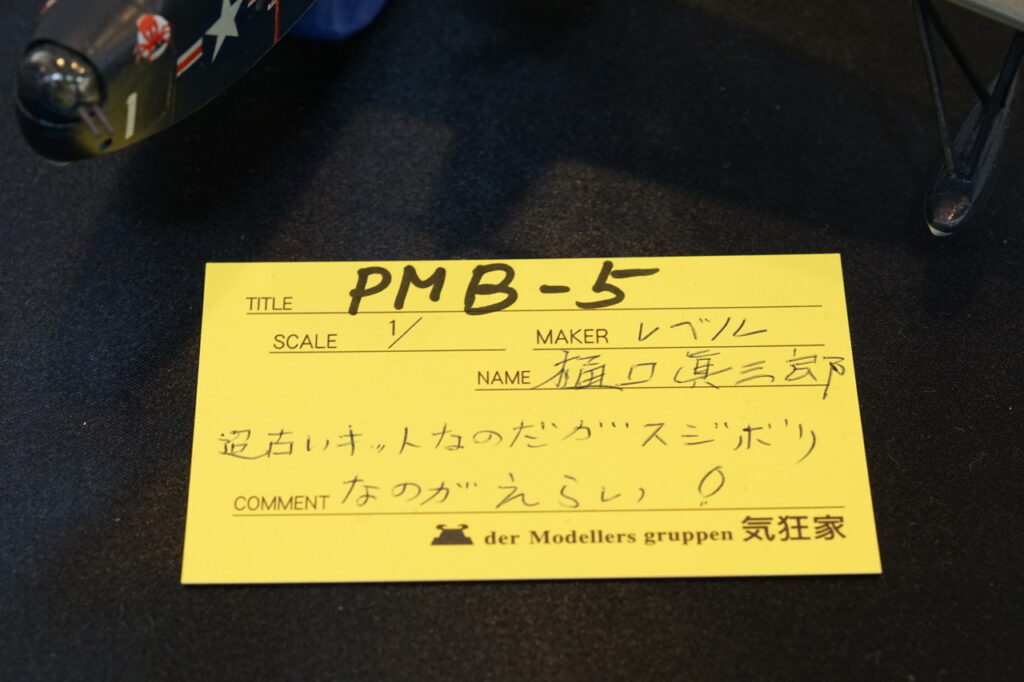 1
TITLE PMB-5
SCALE 1/ MAKER レベル
NAME 樋口眞三郎
超古いキットなのだがスジボリ
COMMENT なのがえらい!
der Modellers gruppen 気狂家